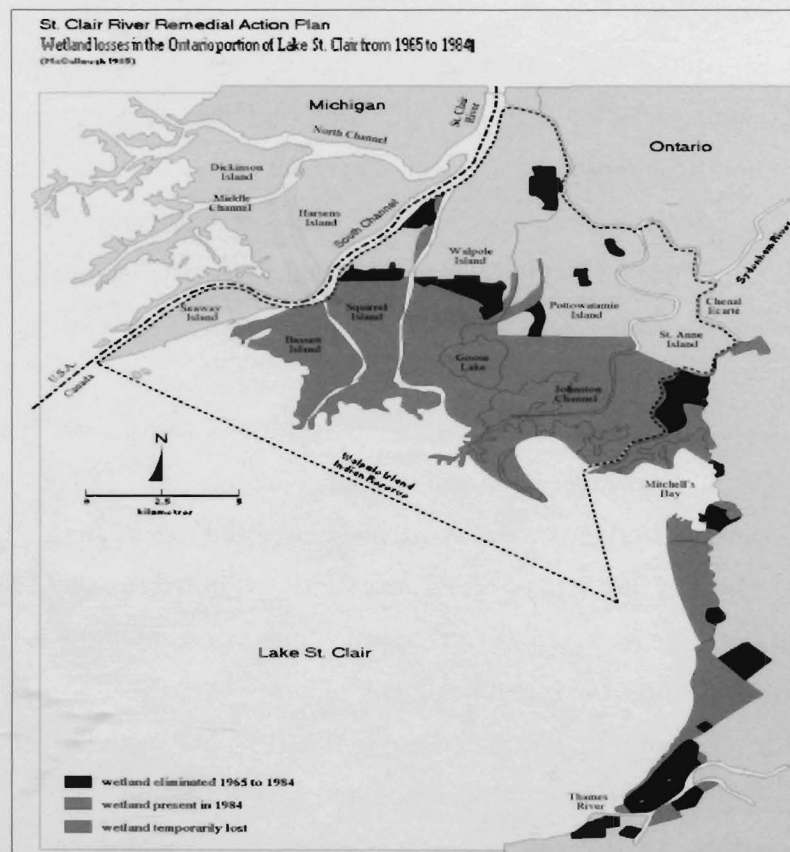 St. Clair River Remedial Action Plan
Wetland losses in the Ontario portion of Lake St. Clair from 1965 to 1984
(McCullough 1985)
Michigan
St. Clair
River
North Channel
Ontario
Dickinson
Island
Middle
Channel
Harsens
Island
South Channel
Sydenham River
Walpole
Island
Seaway
Island
Squirrel
Island
Pottowatamie
Island
Chenal
Ecarte
St. Anne
Island
Bassett
Island
Goose
Lake
U.S.A.
Canada
Johnston
Channel
N
Walpole Island
Indian Reserve
0 2.5 5
kilometres
Mitchell's
Bay
Lake St. Clair
wetland eliminated 1965 to 1984
wetland present in 1984
wetland temporarily lost
Thames
River